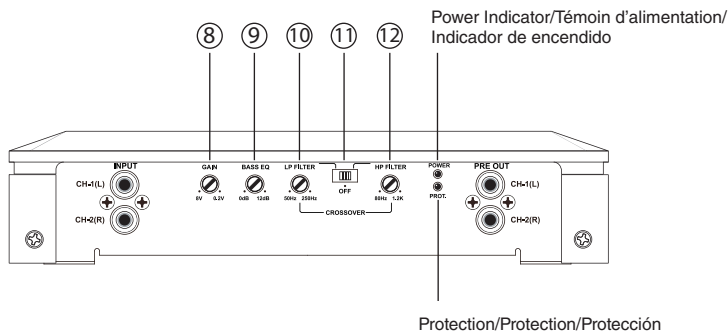 Power Indicator/Témoin d’alimentation/
Indicador de encendido
⑧ ⑨ ⑩ ⑪ ⑫
INPUT
GAIN
BASS EQ
LP FILTER
HP FILTER
POWER
PRE OUT
CH-1(L)
CH-1(L)
8V 0.2V
0dB 12dB
50Hz 250Hz
OFF
80Hz 1.2K
PROT.
CH-2(R)
CH-2(R)
CROSSOVER
Protection/Protection/Protección